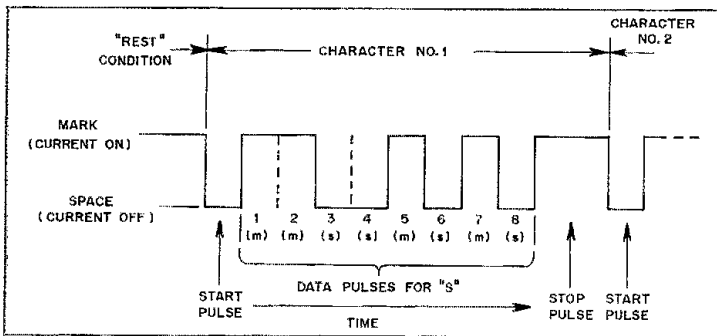 "REST"
CONDITION
CHARACTER NO. 1
CHARACTER
NO. 2
MARK
(CURRENT ON)
SPACE
(CURRENT OFF)
1 2 3 4 5 6 7 8
(m) (m) (s) (s) (m) (s) (m) (s)
DATA PULSES FOR "S"
START
PULSE
TIME
STOP
PULSE
START
PULSE